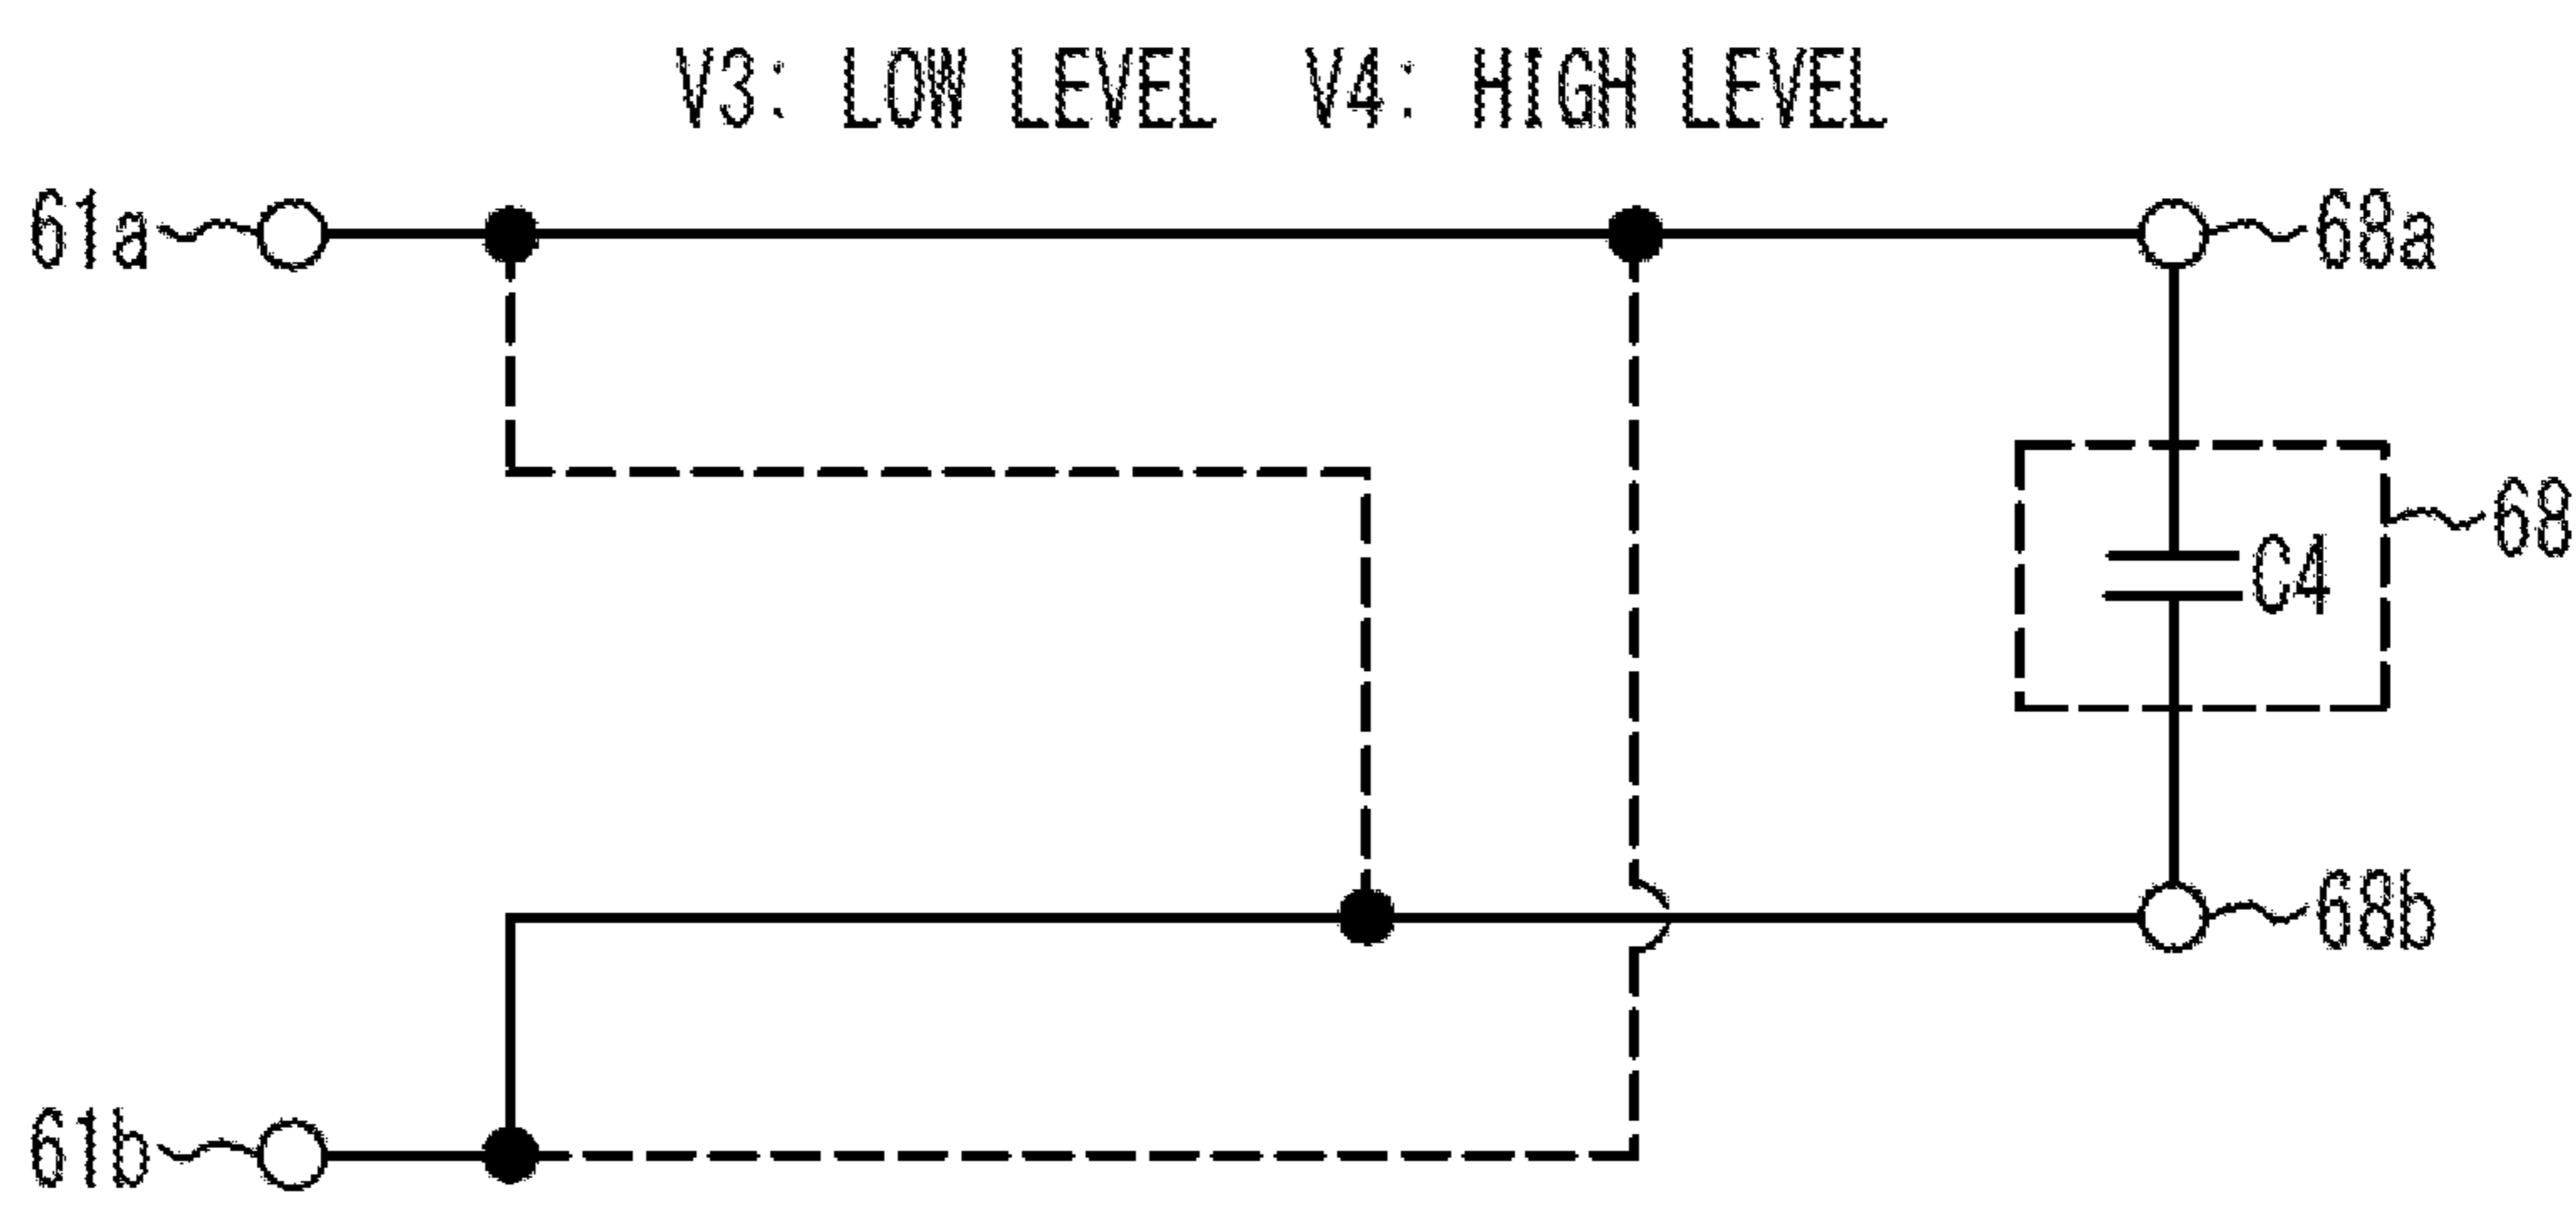 V3: LOW LEVEL V4: HIGH LEVEL
61a
68a
68
C4
68b
61b